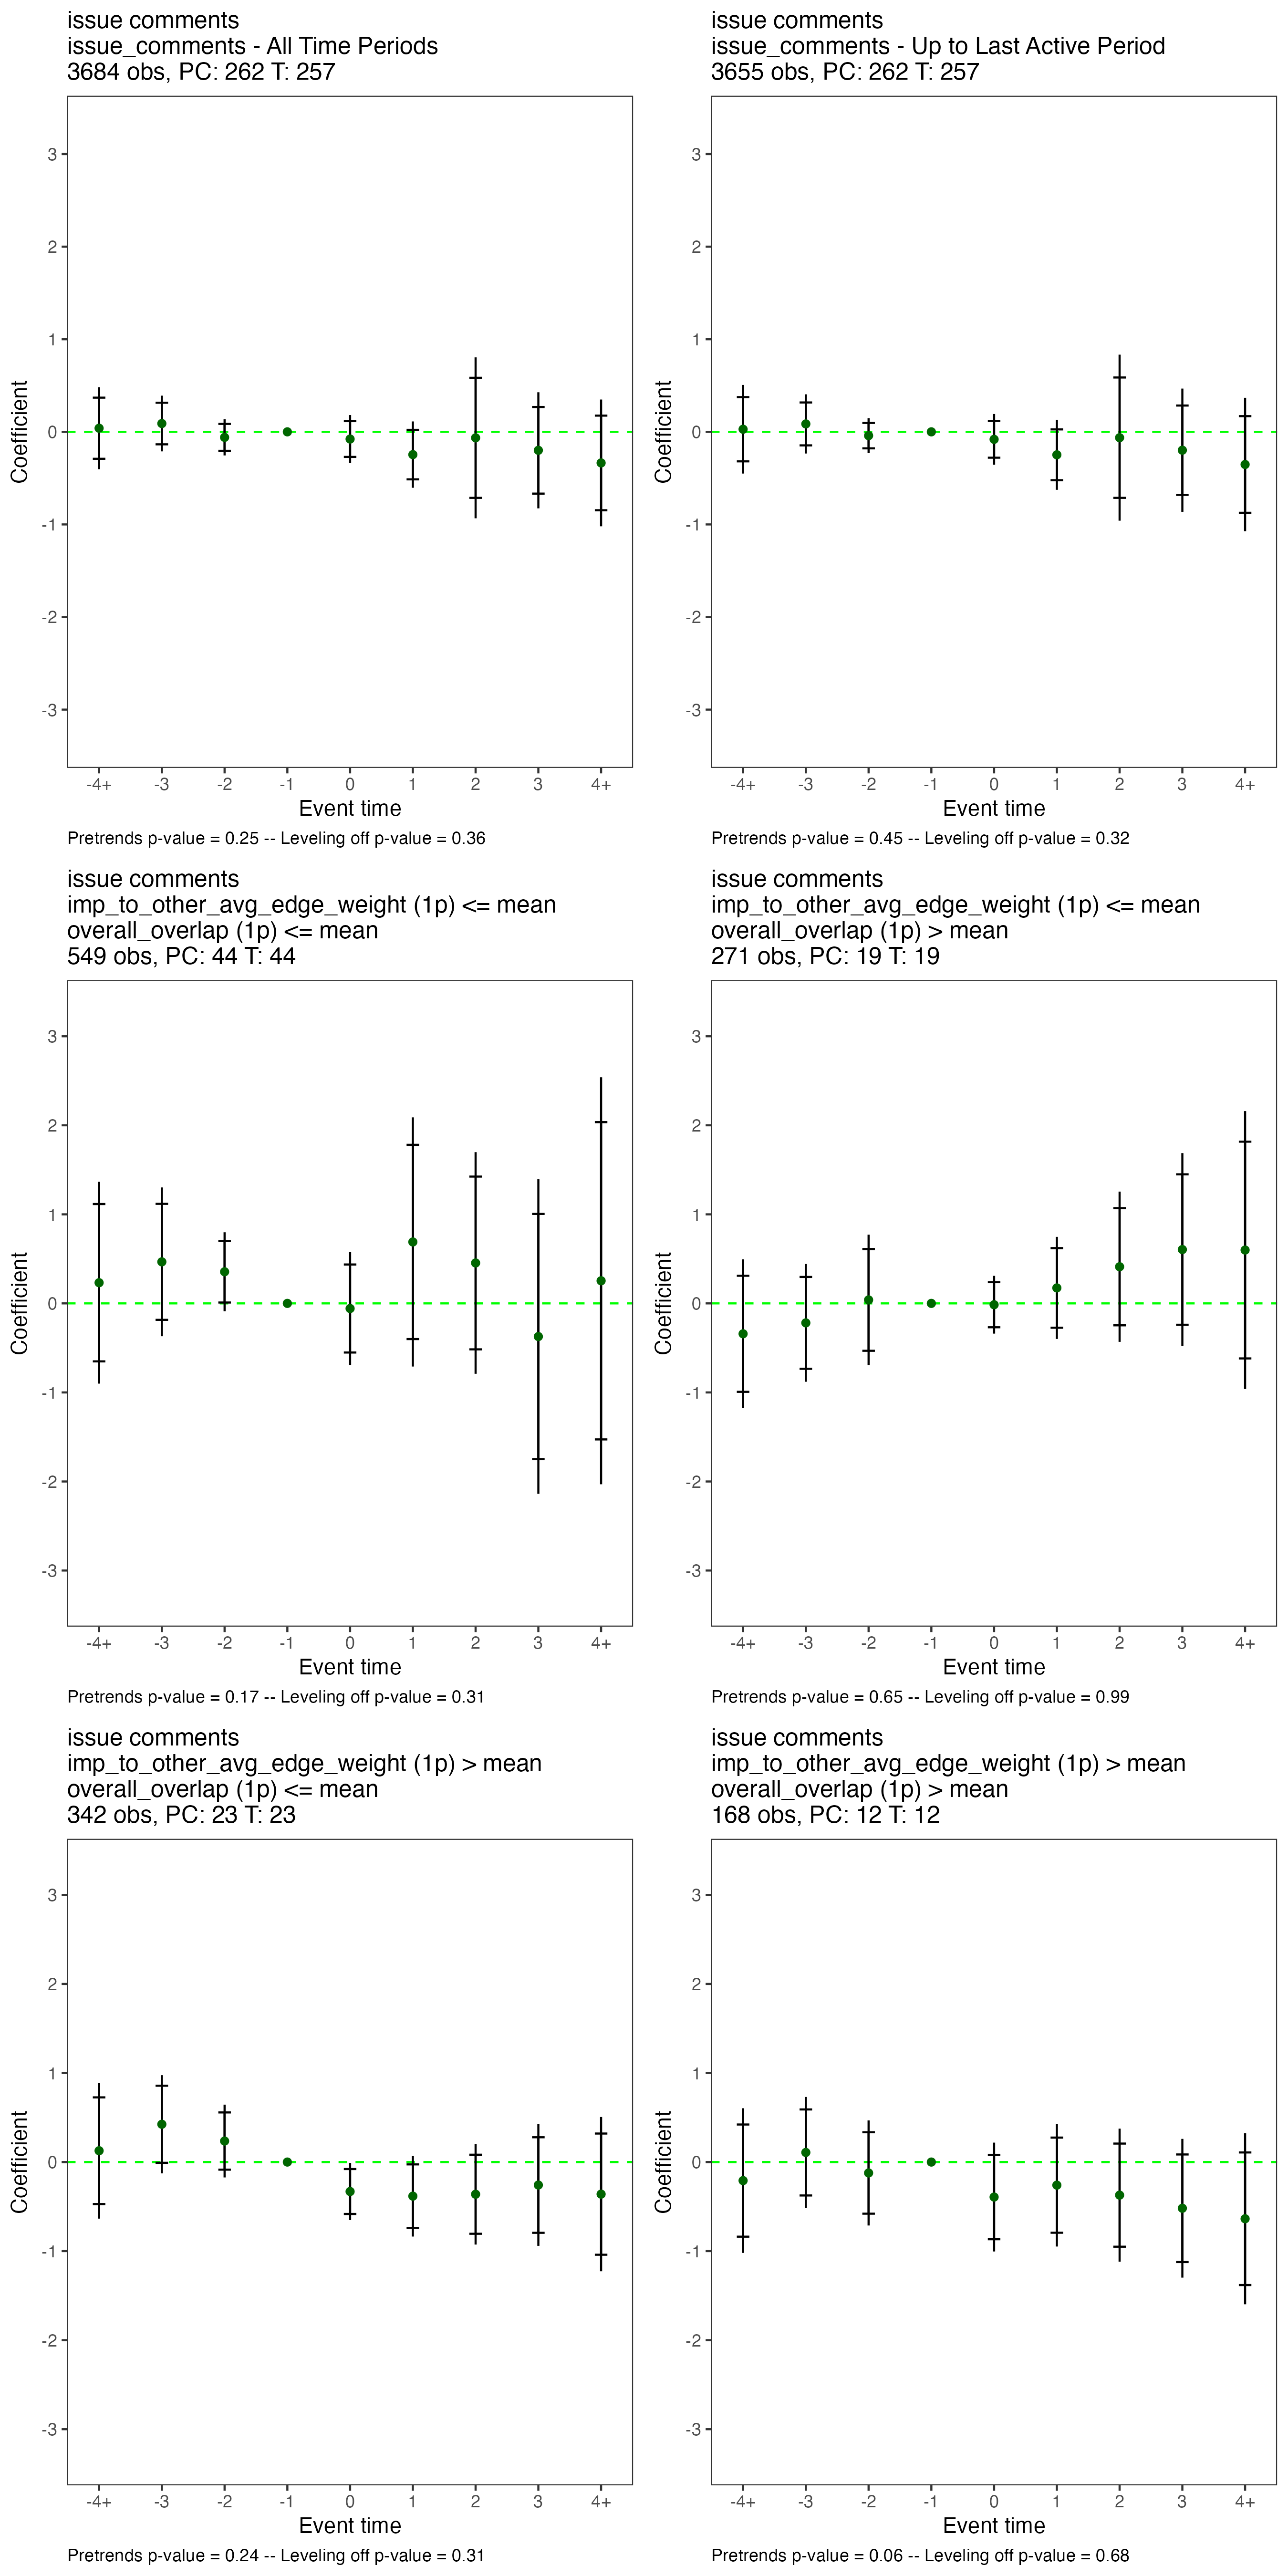 issue comments
issue_comments - All Time Periods
3684 obs, PC: 262 T: 257
3
2
1
0
-1
-2
-3
Coefficient
-4+ -3 -2 -1 0 1 2 3 4+
Event time
Pretrends p-value = 0.25 -- Leveling off p-value = 0.36
issue comments
issue_comments - Up to Last Active Period
3655 obs, PC: 262 T: 257
3
2
1
0
-1
-2
-3
Coefficient
-4+ -3 -2 -1 0 1 2 3 4+
Event time
Pretrends p-value = 0.45 -- Leveling off p-value = 0.32
issue comments
imp_to_other_avg_edge_weight (1p) <= mean
overall_overlap (1p) <= mean
549 obs, PC: 44 T: 44
3
2
1
0
-1
-2
-3
Coefficient
-4+ -3 -2 -1 0 1 2 3 4+
Event time
Pretrends p-value = 0.17 -- Leveling off p-value = 0.31
issue comments
imp_to_other_avg_edge_weight (1p) <= mean
overall_overlap (1p) > mean
271 obs, PC: 19 T: 19
3
2
1
0
-1
-2
-3
Coefficient
-4+ -3 -2 -1 0 1 2 3 4+
Event time
Pretrends p-value = 0.65 -- Leveling off p-value = 0.99
issue comments
imp_to_other_avg_edge_weight (1p) > mean
overall_overlap (1p) <= mean
342 obs, PC: 23 T: 23
3
2
1
0
-1
-2
-3
Coefficient
-4+ -3 -2 -1 0 1 2 3 4+
Event time
Pretrends p-value = 0.24 -- Leveling off p-value = 0.31
issue comments
imp_to_other_avg_edge_weight (1p) > mean
overall_overlap (1p) > mean
168 obs, PC: 12 T: 12
3
2
1
0
-1
-2
-3
Coefficient
-4+ -3 -2 -1 0 1 2 3 4+
Event time
Pretrends p-value = 0.06 -- Leveling off p-value = 0.68